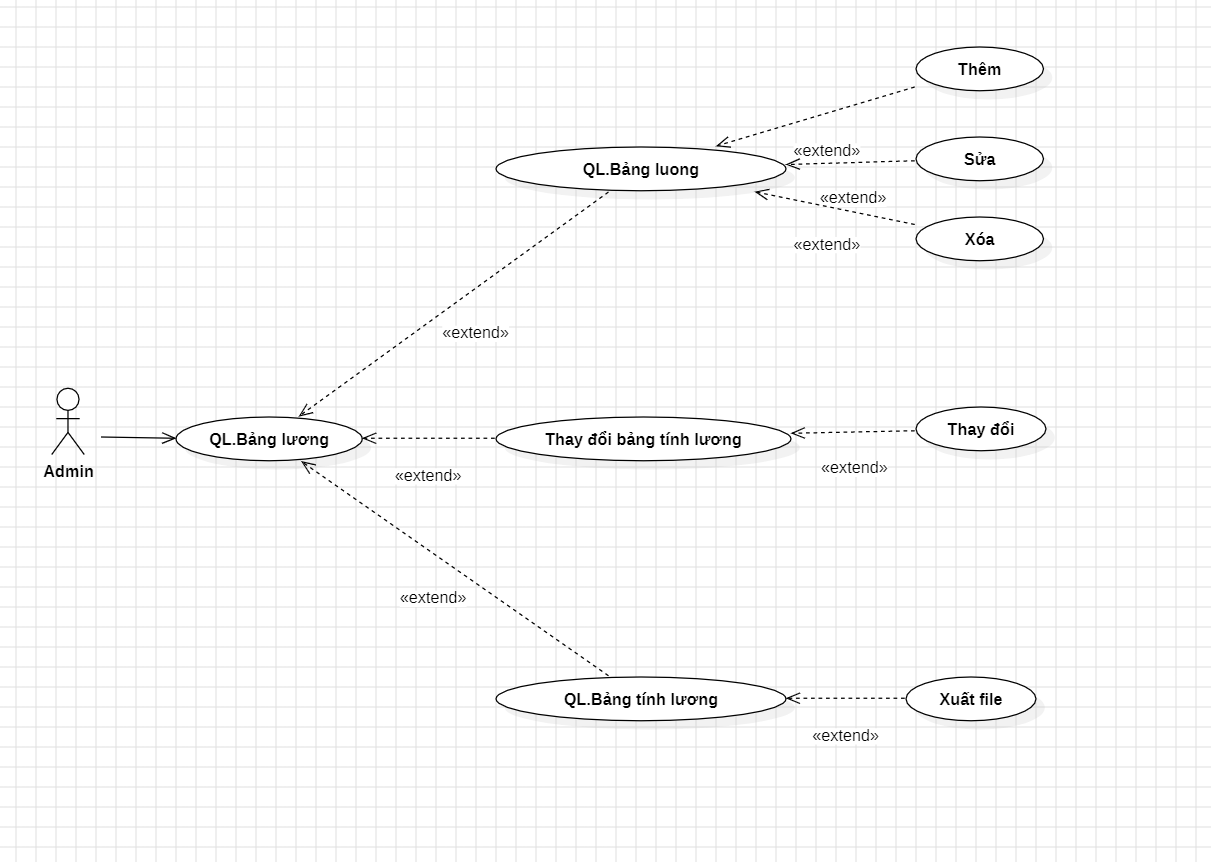 Thêm
«extend»
Sửa
QL.Bảng luong
«extend»
Xóa
«extend»
«extend»
Admin
QL.Bảng lương
Thay đổi bảng tính lương
Thay đổi
«extend»
«extend»
«extend»
QL.Bảng tính lương
Xuất file
«extend»